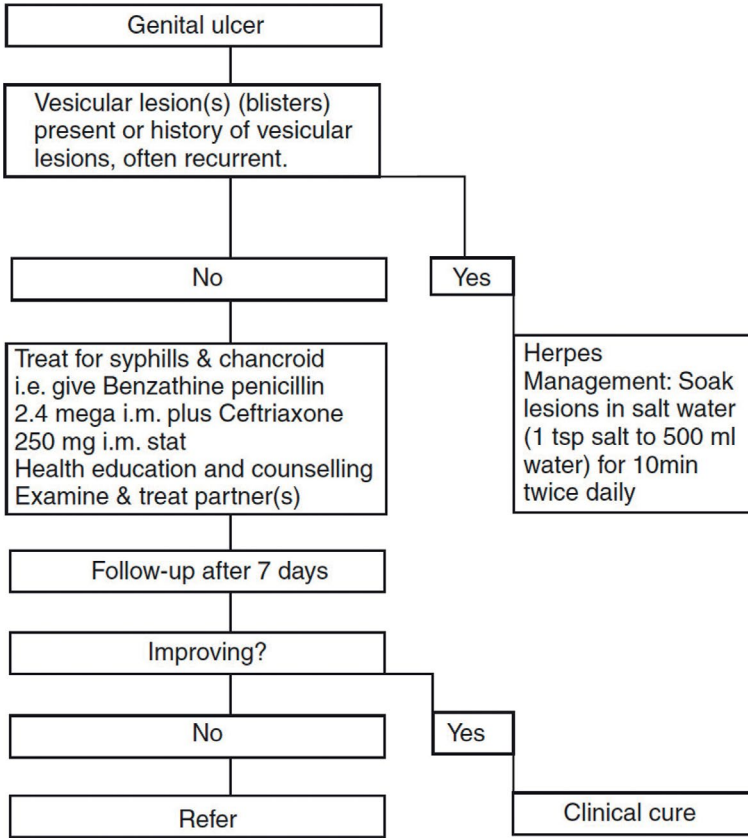 Genital ulcer
Vesicular lesion(s) (blisters)
present or history of vesicular
lesions, often recurrent.
No
Yes
Treat for syphills & chancroid
i.e. give Benzathine penicillin
2.4 mega i.m. plus Ceftriaxone
250 mg i.m. stat
Health education and counselling
Examine & treat partner(s)
Herpes
Management: Soak
lesions in salt water
(1 tsp salt to 500 ml
water) for 10min
twice daily
Follow-up after 7 days
Improving?
No
Yes
Refer
Clinical cure